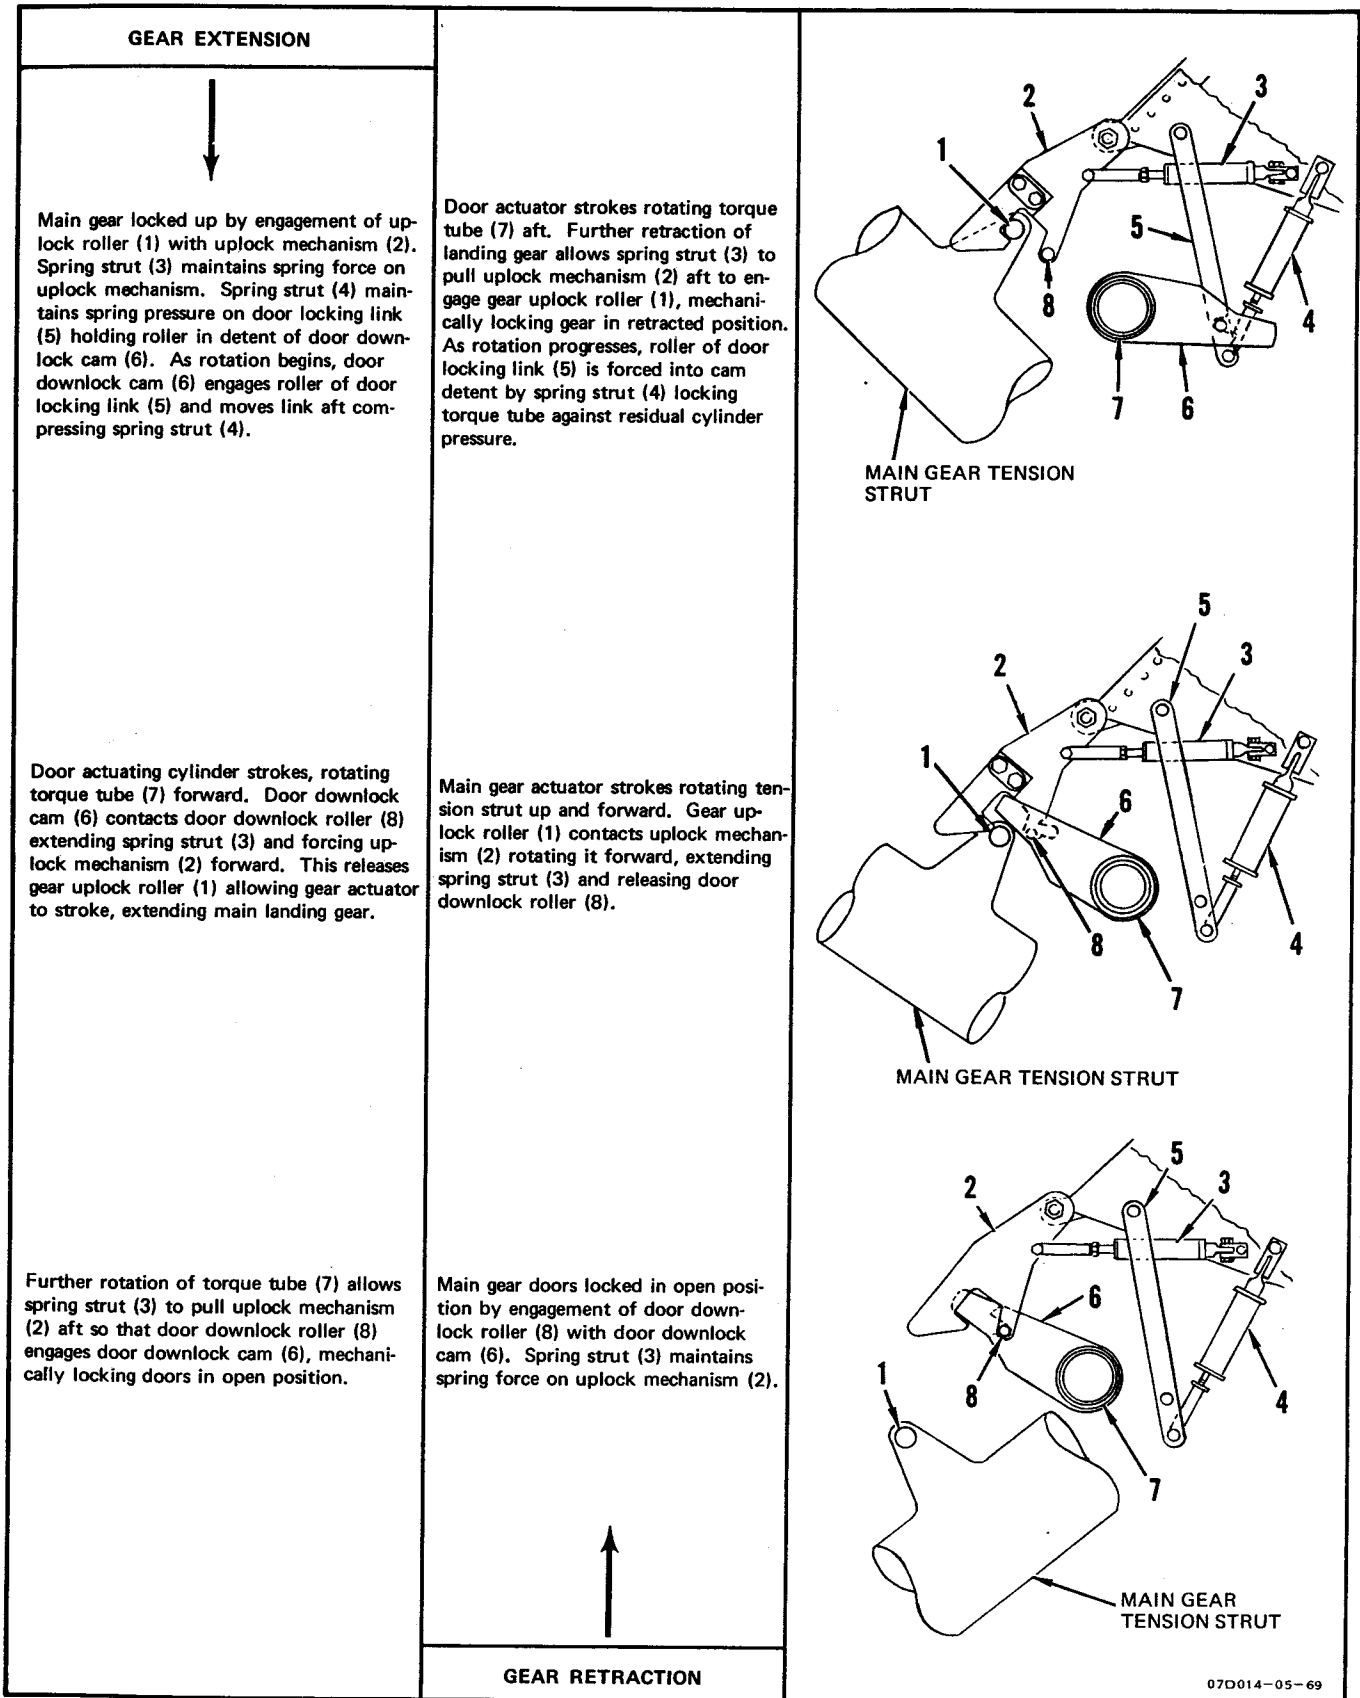 GEAR EXTENSION
Main gear locked up by engagement of up-
lock roller (1) with uplock mechanism (2).
Spring strut (3) maintains spring force on
uplock mechanism. Spring strut (4) main-
tains spring pressure on door locking link
(5) holding roller in detent of door down-
lock cam (6). As rotation begins, door
downlock cam (6) engages roller of door
locking link (5) and moves link aft com-
pressing spring strut (4).
Door actuating cylinder strokes, rotating
torque tube (7) forward. Door downlock
cam (6) contacts door downlock roller (8)
extending spring strut (3) and forcing up-
lock mechanism (2) forward. This releases
gear uplock roller (1) allowing gear actuator
to stroke, extending main landing gear.
Further rotation of torque tube (7) allows
spring strut (3) to pull uplock mechanism
(2) aft so that door downlock roller (8)
engages door downlock cam (6), mechani-
cally locking doors in open position.
Door actuator strokes rotating torque
tube (7) aft. Further retraction of
landing gear allows spring strut (3) to
pull uplock mechanism (2) aft to en-
gage gear uplock roller (1), mechani-
cally locking gear in retracted position.
As rotation progresses, roller of door
locking link (5) is forced into cam
detent by spring strut (4) locking
torque tube against residual cylinder
pressure.
Main gear actuator strokes rotating ten-
sion strut up and forward. Gear up-
lock roller (1) contacts uplock mechan-
ism (2) rotating it forward, extending
spring strut (3) and releasing door
downlock roller (8).
Main gear doors locked in open posi-
tion by engagement of door down-
lock roller (8) with door downlock
cam (6). Spring strut (3) maintains
spring force on uplock mechanism (2).
GEAR RETRACTION
3
2
1
5
8
4
7
6
MAIN GEAR TENSION
STRUT
5
3
2
1
6
8
4
7
MAIN GEAR TENSION STRUT
5
3
2
6
1
8
4
7
MAIN GEAR
TENSION STRUT
07D014-05-69